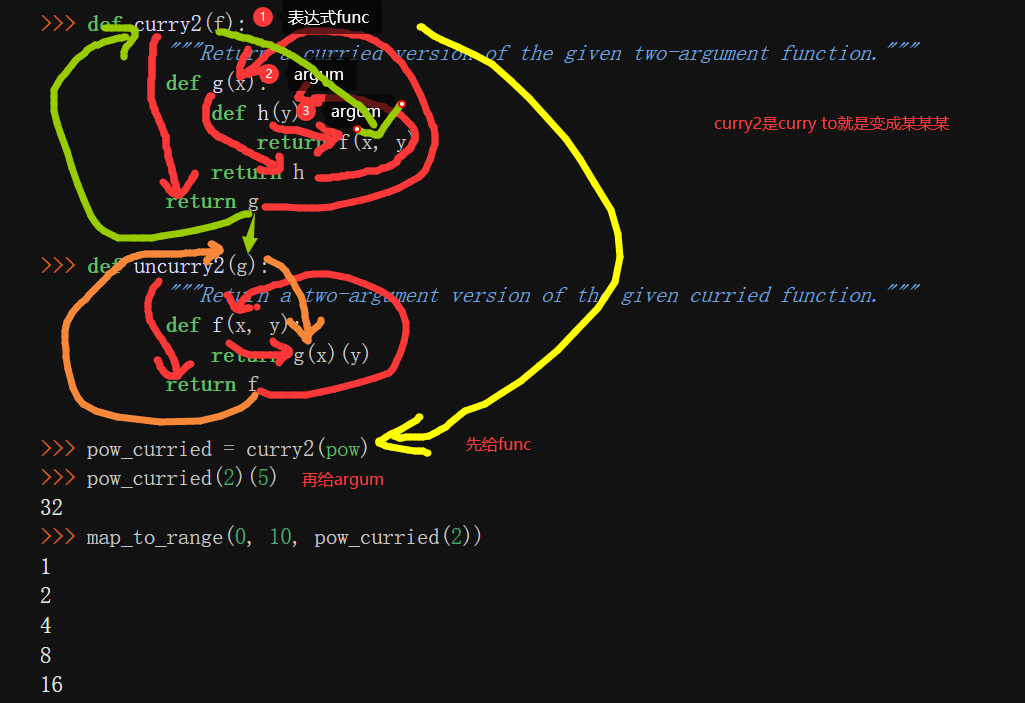 >>> def curry2(f): 1 表达式func
"""Return a curried version of the given two-argument function."""
def g(x): 2 argum
def h(y): 3 argum
return f(x, y)
return h
return g
curry2是curry to就是变成某某某
>>> def uncurry2(g):
"""Return a two-argument version of the given curried function."""
def f(x, y):
return g(x)(y)
return f
>>> pow_curried = curry2(pow) 先给func
>>> pow_curried(2)(5) 再给argum
32
>>> map_to_range(0, 10, pow_curried(2))
1
2
4
8
16